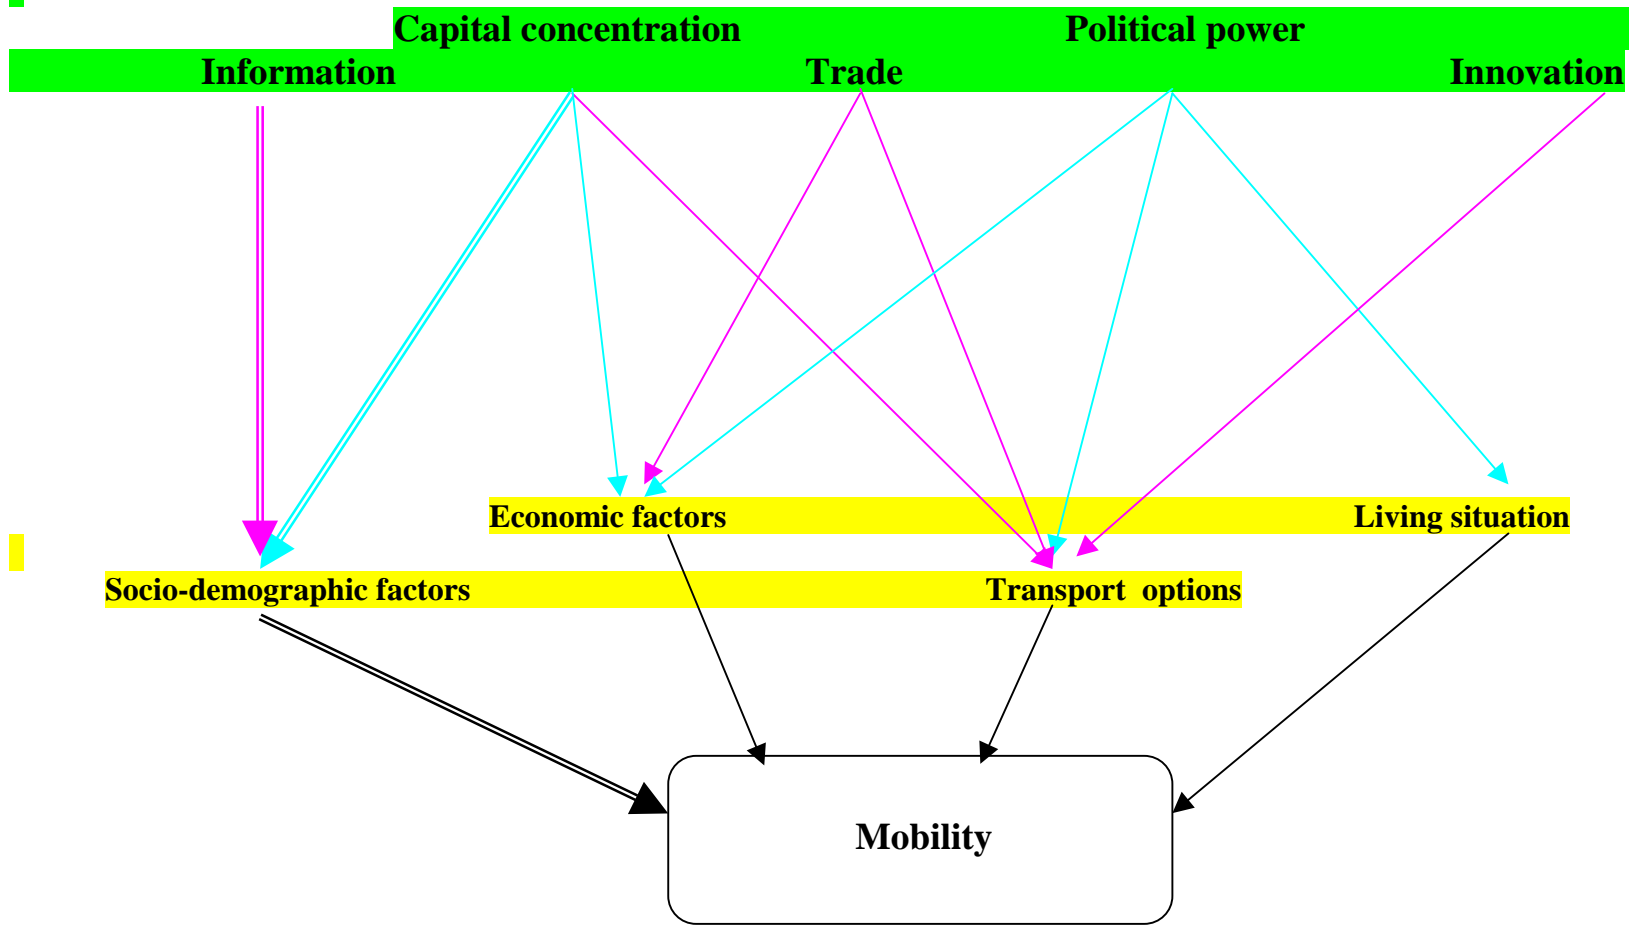 Capital concentration Political power
Information Trade Innovation
Economic factors Living situation
Socio-demographic factors Transport options
Mobility